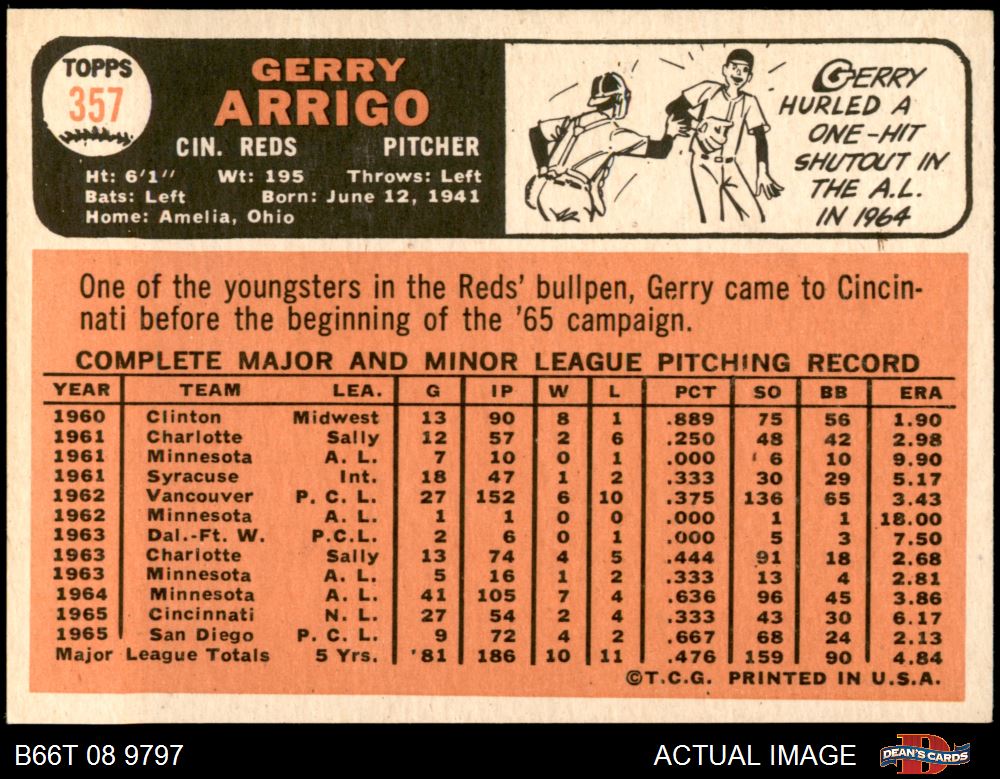 TOPPS
357
GERRY
ARRIGO
CIN. REDS PITCHER
Ht: 6'1" Wt: 195 Throws: Left
Bats: Left Born: June 12, 1941
Home: Amelia, Ohio
GERRY
HURLED A
ONE-HIT
SHUTOUT IN
THE A.L.
IN 1964
One of the youngsters in the Reds' bullpen, Gerry came to Cincin-
nati before the beginning of the '65 campaign.
COMPLETE MAJOR AND MINOR LEAGUE PITCHING RECORD
YEAR TEAM LEA. G IP W L PCT SO BB ERA
1960 Clinton Midwest 13 90 8 1 .889 75 56 1.90
1961 Charlotte Sally 12 57 2 6 .250 48 42 2.98
1961 Minnesota A. L. 7 10 0 1 .000 6 10 9.90
1961 Syracuse Int. 18 47 1 2 .333 30 29 5.17
1962 Vancouver P. C. L. 27 152 6 10 .375 136 65 3.43
1962 Minnesota A. L. 1 1 0 0 .000 1 1 18.00
1963 Dal.-Ft. W. P.C.L. 2 6 0 1 .000 5 3 7.50
1963 Charlotte Sally 13 74 4 5 .444 91 18 2.68
1963 Minnesota A. L. 5 16 1 2 .333 13 4 2.81
1964 Minnesota A. L. 41 105 7 4 .636 96 45 3.86
1965 Cincinnati N. L. 27 54 2 4 .333 43 30 6.17
1965 San Diego P. C. L. 9 72 4 2 .667 68 24 2.13
Major League Totals 5 Yrs. 81 186 10 11 .476 159 90 4.84
©T.C.G. PRINTED IN U.S.A.
B66T 08 9797 ACTUAL IMAGE DEAN'S CARDS